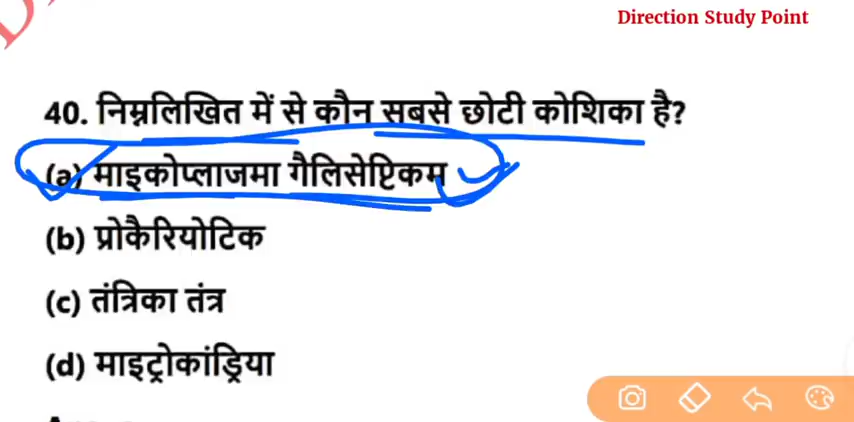 Direction Study Point
40. निम्नलिखित में से कौन सबसे छोटी कोशिका है?
(a) माइकोप्लाजमा गैलिसेप्टिकम
(b) प्रोकैरियोटिक
(c) तंत्रिका तंत्र
(d) माइट्रोकांड्रिया